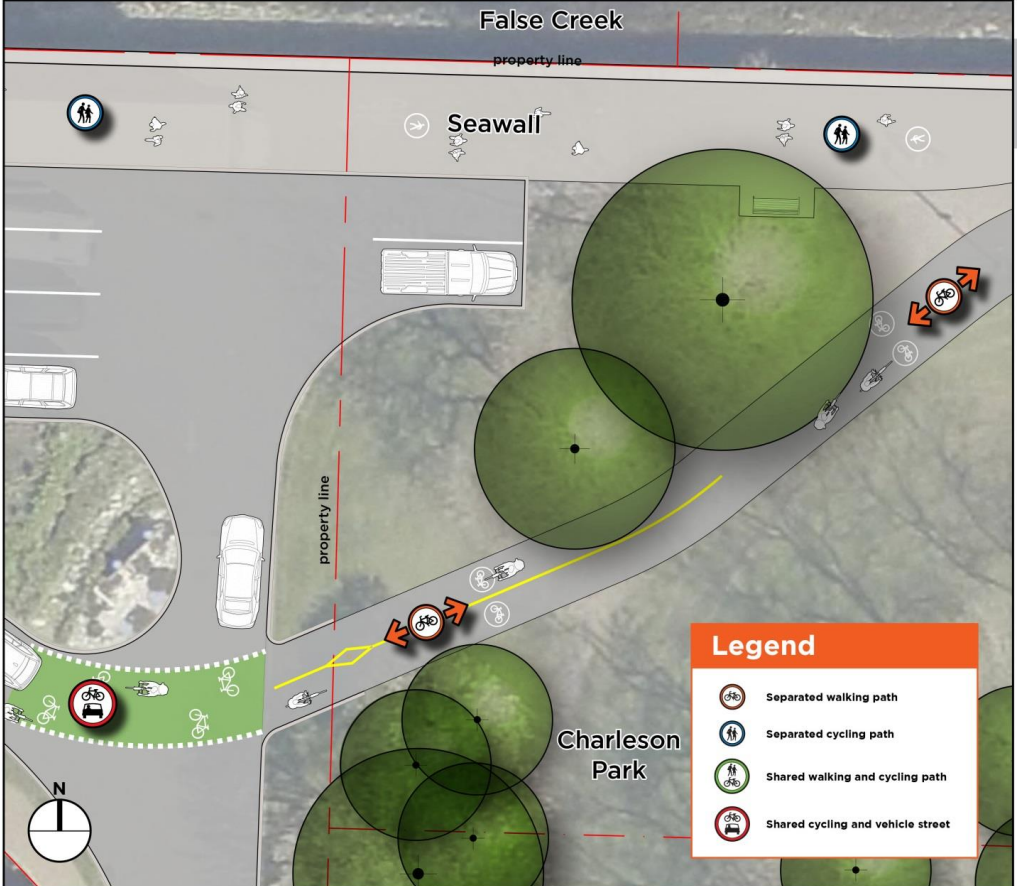 False Creek
property line
Seawall
property line
Charleson
Park
N
Legend
Separated walking path
Separated cycling path
Shared walking and cycling path
Shared cycling and vehicle street